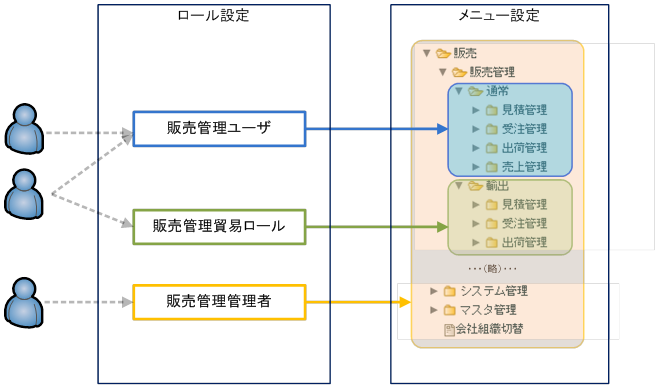 ロール設定
メニュー設定
販売
販売管理
通常
見積管理
受注管理
出荷管理
売上管理
輸出
見積管理
受注管理
出荷管理
・・・（略）・・・
システム管理
マスタ管理
会社組織切替
販売管理ユーザ
販売管理貿易ロール
販売管理管理者